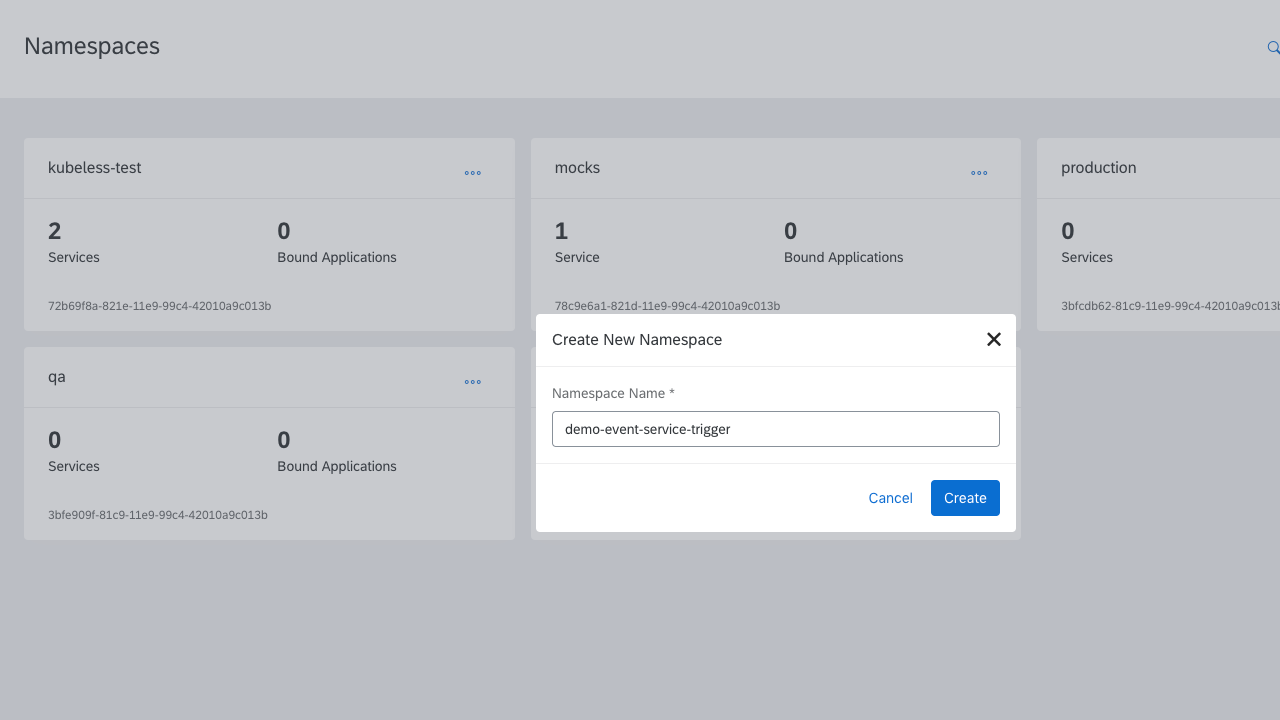 Namespaces
kubeless-test
mocks
production
2
0
1
0
0
Services
Bound Applications
Service
Bound Applications
Services
72b69f8a-821e-11e9-99c4-42010a9c013b
78c9e6a1-821d-11e9-99c4-42010a9c013b
3bfcdb62-81c9-11e9-99c4-42010a9c013b
qa
0
0
Services
Bound Applications
3bfe909f-81c9-11e9-99c4-42010a9c013b
Create New Namespace
Namespace Name *
demo-event-service-trigger
Cancel
Create